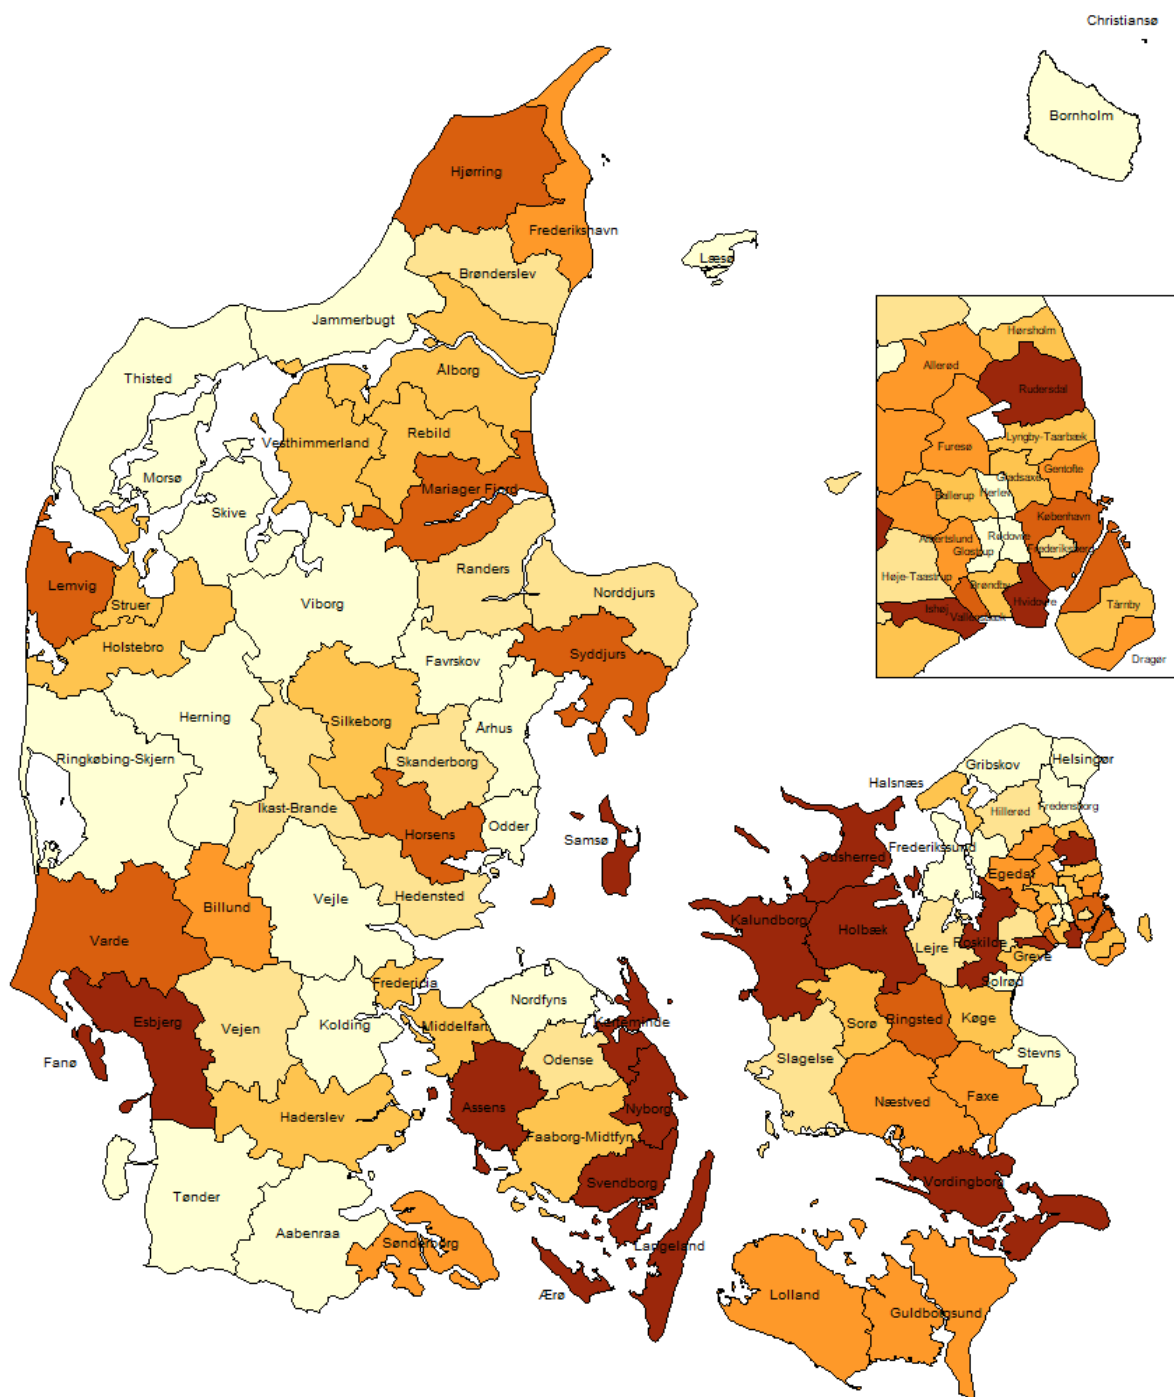 Christiansø
Bornholm
Hjørring
Frederikshavn
Læsø
Brønderslev
Jammerbugt
Thisted
Ålborg
Vesthimmerland
Rebild
Morsø
Mariager Fjord
Skive
Randers
Lemvig
Norddjurs
Struer
Viborg
Holstebro
Syddjurs
Favrskov
Herning
Silkeborg
Århus
Ringkøbing-Skjern
Skanderborg
Ikast-Brande
Horsens
Odder
Samsø
Billund
Vejle
Hedensted
Varde
Fredericia
Nordfyns
Esbjerg
Vejen
Kolding
Middelfart
Kerteminde
Odense
Fanø
Assens
Nyborg
Haderslev
Faaborg-Midtfyn
Svendborg
Tønder
Aabenraa
Sønderborg
Langeland
Ærø
Hørsholm
Allerød
Rudersdal
Furesø
Lyngby-Taarbæk
Gentofte
Gladsaxe
Ballerup
Herlev
København
Albertslund
Rødovre
Glostrup
Frederiksberg
Høje-Taastrup
Brøndby
Hvidovre
Ishøj
Vallensbæk
Tårnby
Dragør
Gribskov
Helsingør
Halsnæs
Hillerød
Fredensborg
Frederikssund
Odsherred
Egedal
Kalundborg
Holbæk
Roskilde
Lejre
Greve
Solrød
Sorø
Ringsted
Køge
Slagelse
Stevns
Næstved
Faxe
Vordingborg
Lolland
Guldborgsund